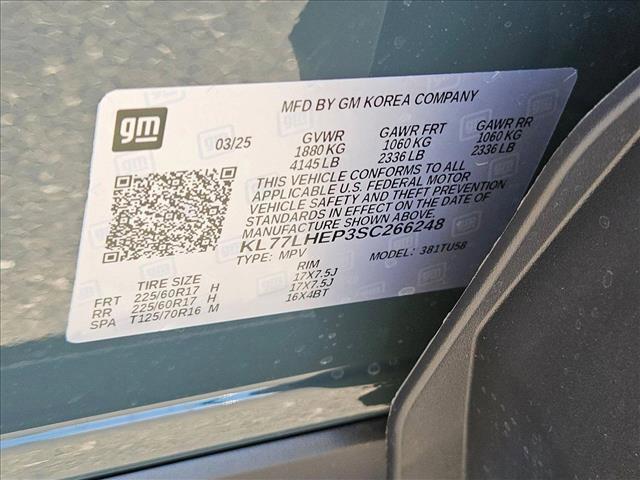 MFD BY GM KOREA COMPANY
gm
03/25 GVWR GAWR FRT GAWR RR
1880 KG 1060 KG 1060 KG
4145 LB 2336 LB 2336 LB
THIS VEHICLE CONFORMS TO ALL
APPLICABLE U.S. FEDERAL MOTOR
VEHICLE SAFETY AND THEFT PREVENTION
STANDARDS IN EFFECT ON THE DATE OF
MANUFACTURE SHOWN ABOVE.
KL77LHEP3SC266248
TYPE: MPV MODEL: 381TU58
TIRE SIZE RIM
FRT 225/60R17 H 17X7.5J
RR 225/60R17 H 17X7.5J
SPA T125/70R16 M 16X4BT